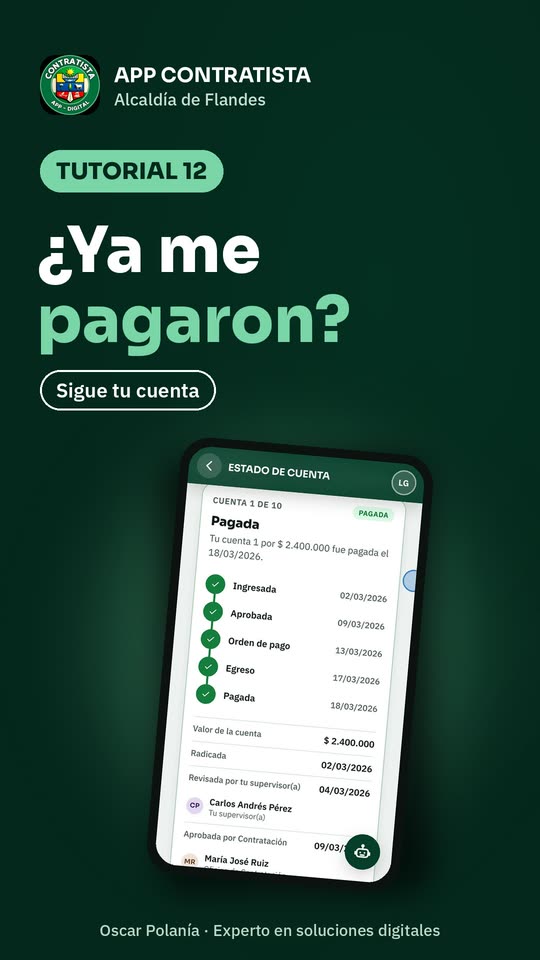 CONTRATISTA
APP - DIGITAL
APP CONTRATISTA
Alcaldía de Flandes
TUTORIAL 12
¿Ya me
pagaron?
Sigue tu cuenta
ESTADO DE CUENTA
LG
CUENTA 1 DE 10
PAGADA
Pagada
Tu cuenta 1 por $ 2.400.000 fue pagada el
18/03/2026.
Ingresada 02/03/2026
Aprobada 09/03/2026
Orden de pago 13/03/2026
Egreso 17/03/2026
Pagada 18/03/2026
Valor de la cuenta $ 2.400.000
Radicada 02/03/2026
Revisada por tu supervisor(a) 04/03/2026
CP Carlos Andrés Pérez
Tu supervisor(a)
Aprobada por Contratación 09/03/2
MR María José Ruiz
Oscar Polanía · Experto en soluciones digitales